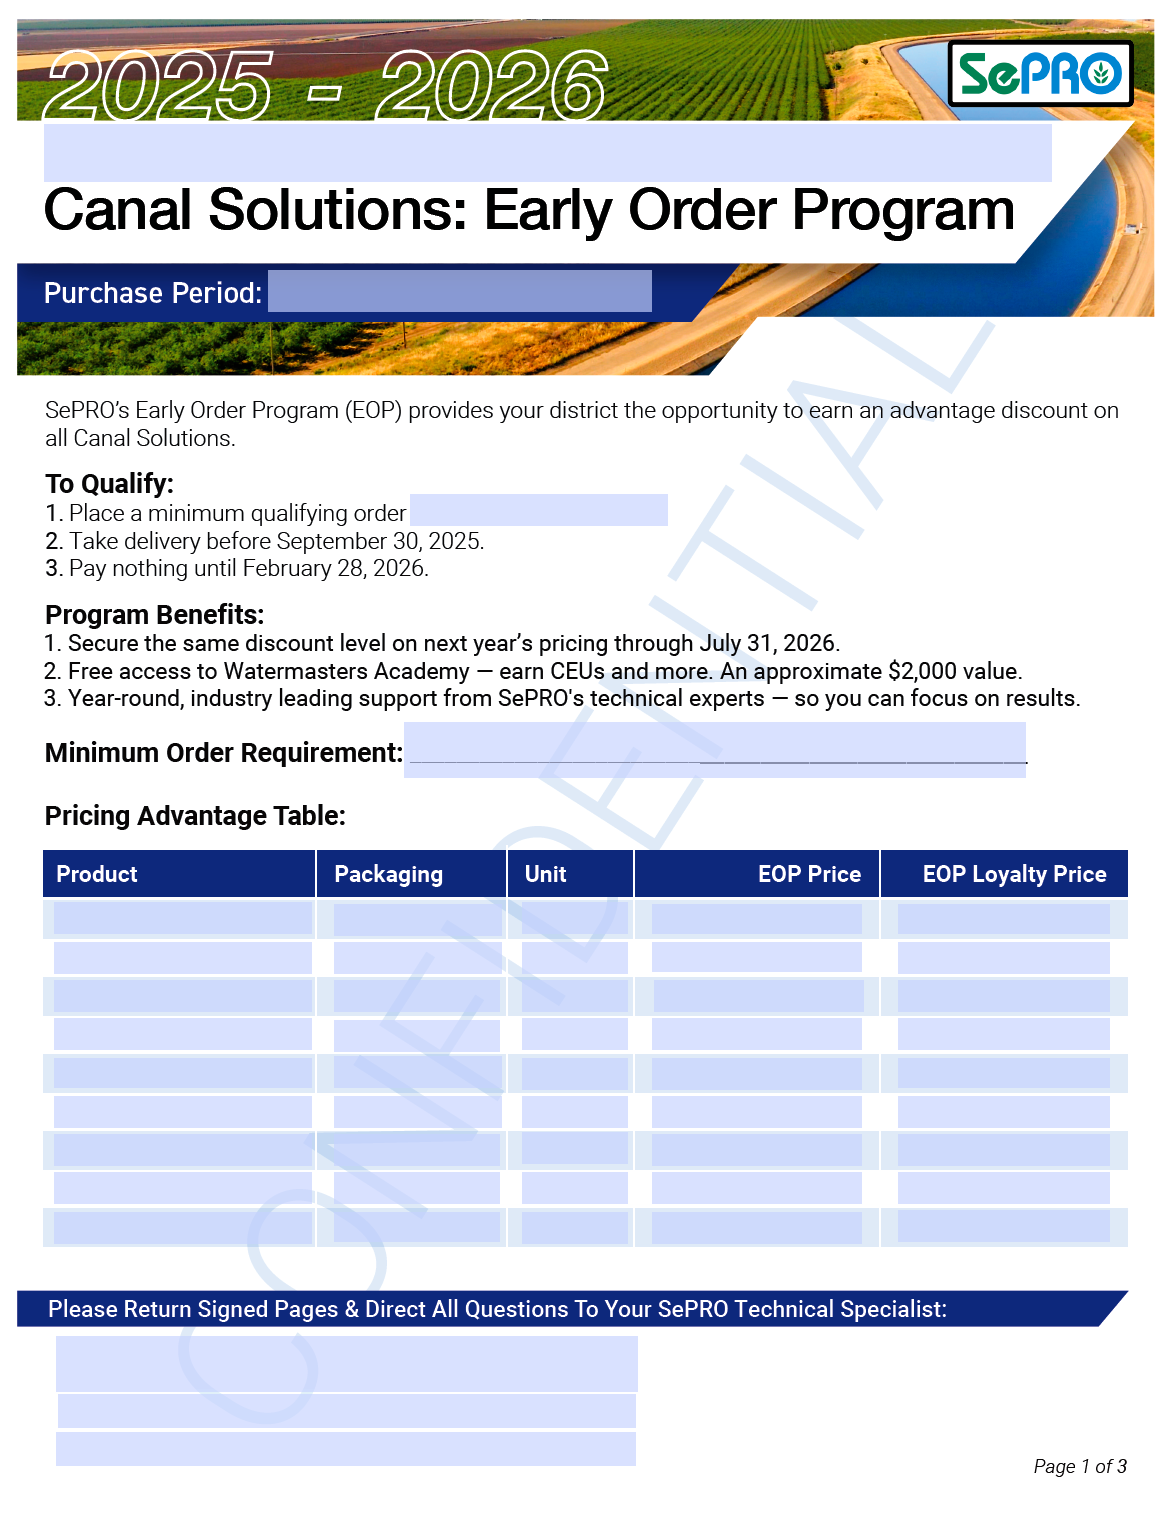 2025 - 2026
SePRO
Canal Solutions: Early Order Program
Purchase Period:
SePRO’s Early Order Program (EOP) provides your district the opportunity to earn an advantage discount on
all Canal Solutions.
To Qualify:
1. Place a minimum qualifying order
2. Take delivery before September 30, 2025.
3. Pay nothing until February 28, 2026.
Program Benefits:
1. Secure the same discount level on next year’s pricing through July 31, 2026.
2. Free access to Watermasters Academy — earn CEUs and more. An approximate $2,000 value.
3. Year-round, industry leading support from SePRO's technical experts — so you can focus on results.
Minimum Order Requirement: ______________________________.
Pricing Advantage Table:
Product Packaging Unit EOP Price EOP Loyalty Price
CONFIDENTIAL
Please Return Signed Pages & Direct All Questions To Your SePRO Technical Specialist:
Page 1 of 3